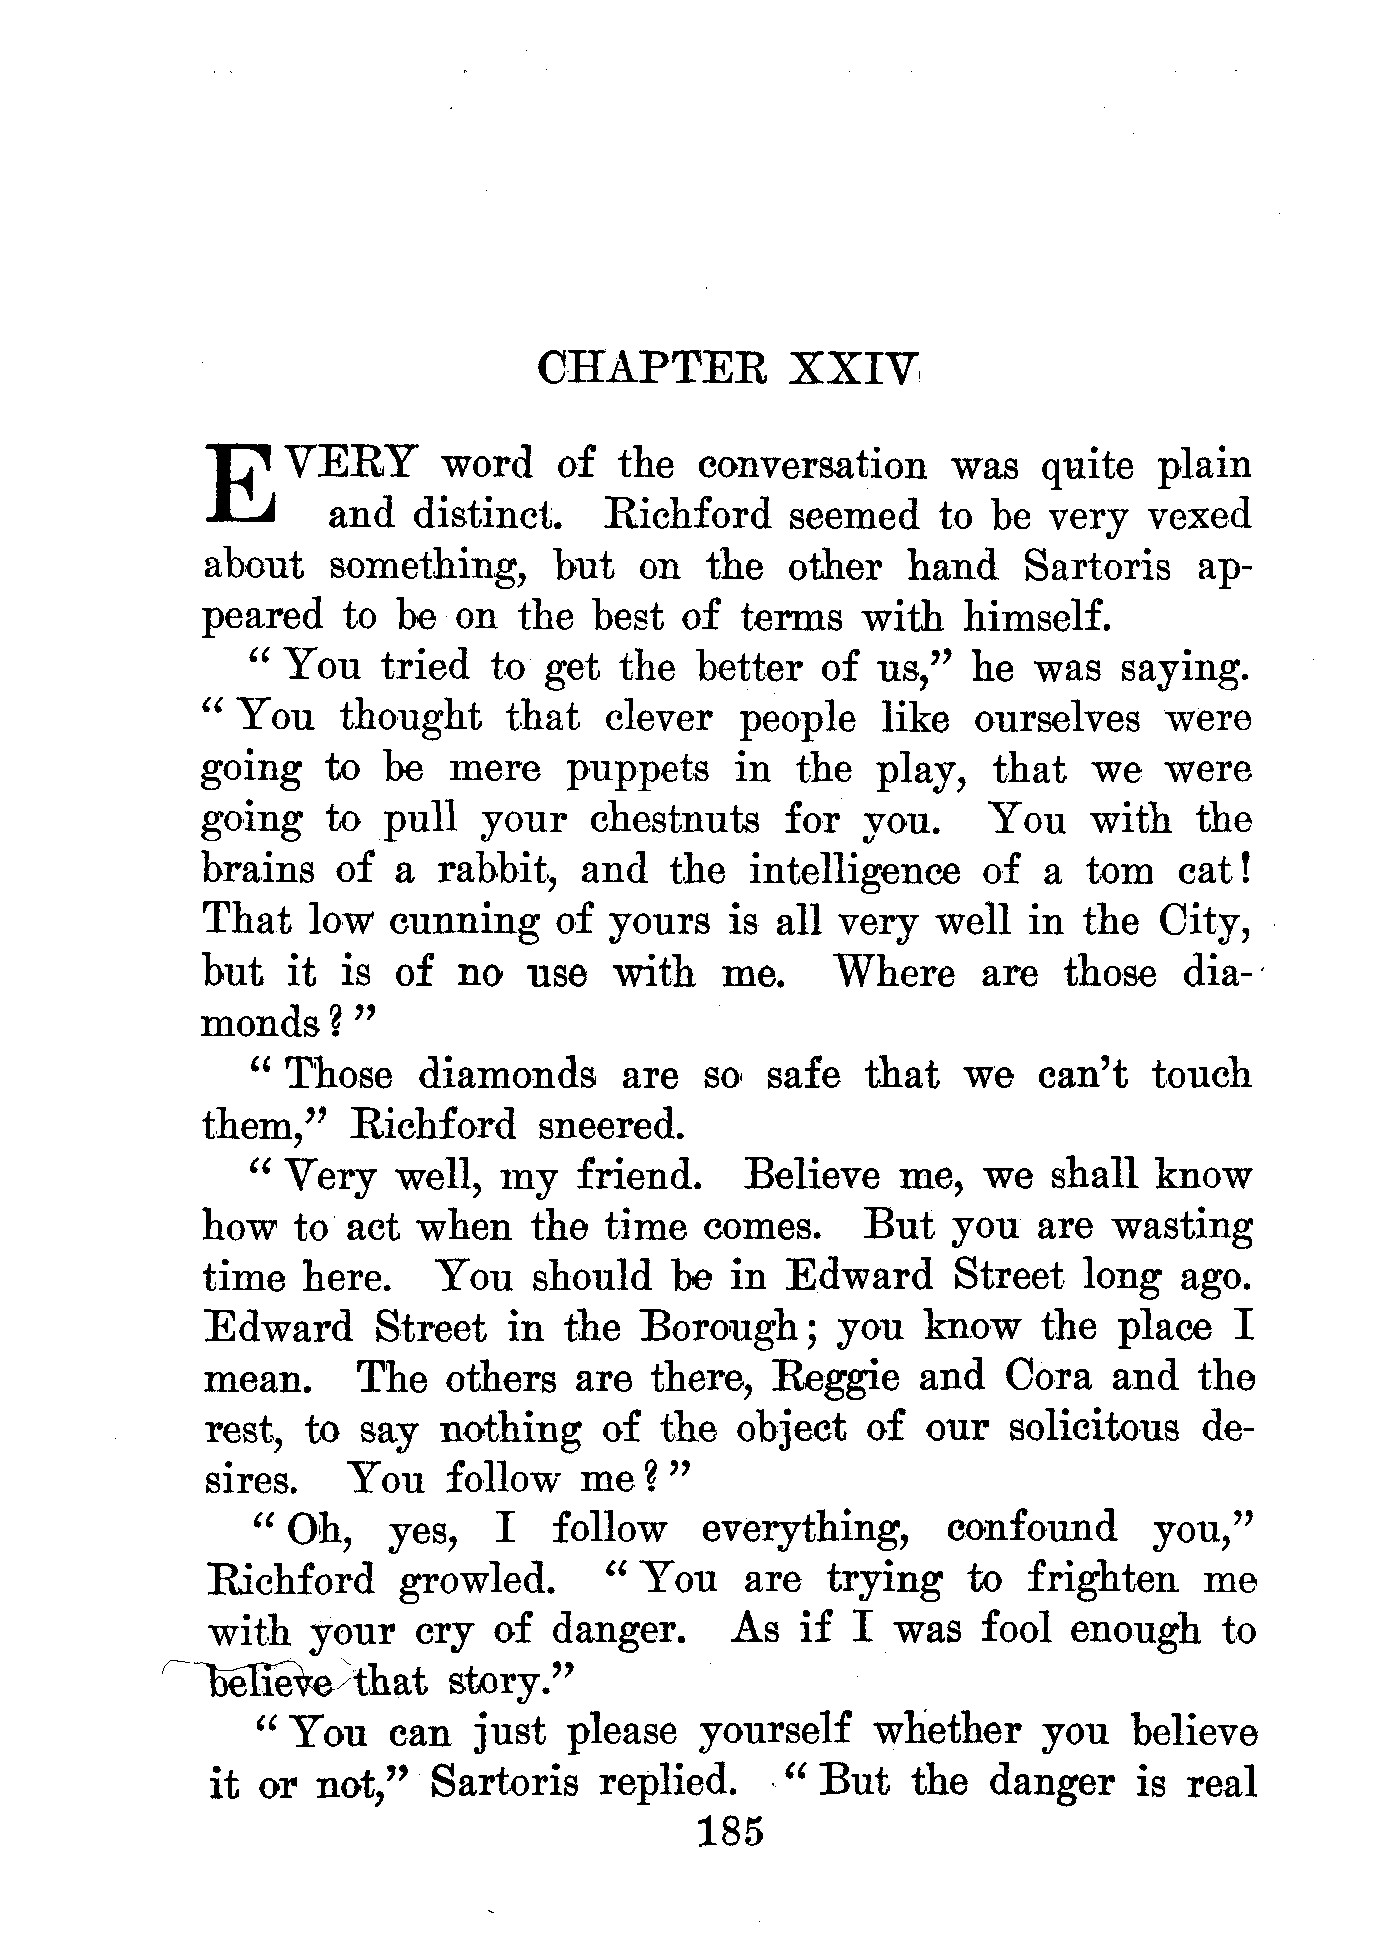 CHAPTER XXIV
EVERY word of the conversation was quite plain
and distinct. Richford seemed to be very vexed
about something, but on the other hand Sartoris ap-
peared to be on the best of terms with himself.
“ You tried to get the better of us,” he was saying.
“ You thought that clever people like ourselves were
going to be mere puppets in the play, that we were
going to pull your chestnuts for you. You with the
brains of a rabbit, and the intelligence of a tom cat!
That low cunning of yours is all very well in the City,
but it is of no use with me. Where are those dia-
monds? ”
“ Those diamonds are so safe that we can’t touch
them,” Richford sneered.
“ Very well, my friend. Believe me, we shall know
how to act when the time comes. But you are wasting
time here. You should be in Edward Street long ago.
Edward Street in the Borough; you know the place I
mean. The others are there, Reggie and Cora and the
rest, to say nothing of the object of our solicitous de-
sires. You follow me? ”
“ Oh, yes, I follow everything, confound you,”
Richford growled. “ You are trying to frighten me
with your cry of danger. As if I was fool enough to
believe that story.”
“ You can just please yourself whether you believe
it or not,” Sartoris replied. “ But the danger is real
185